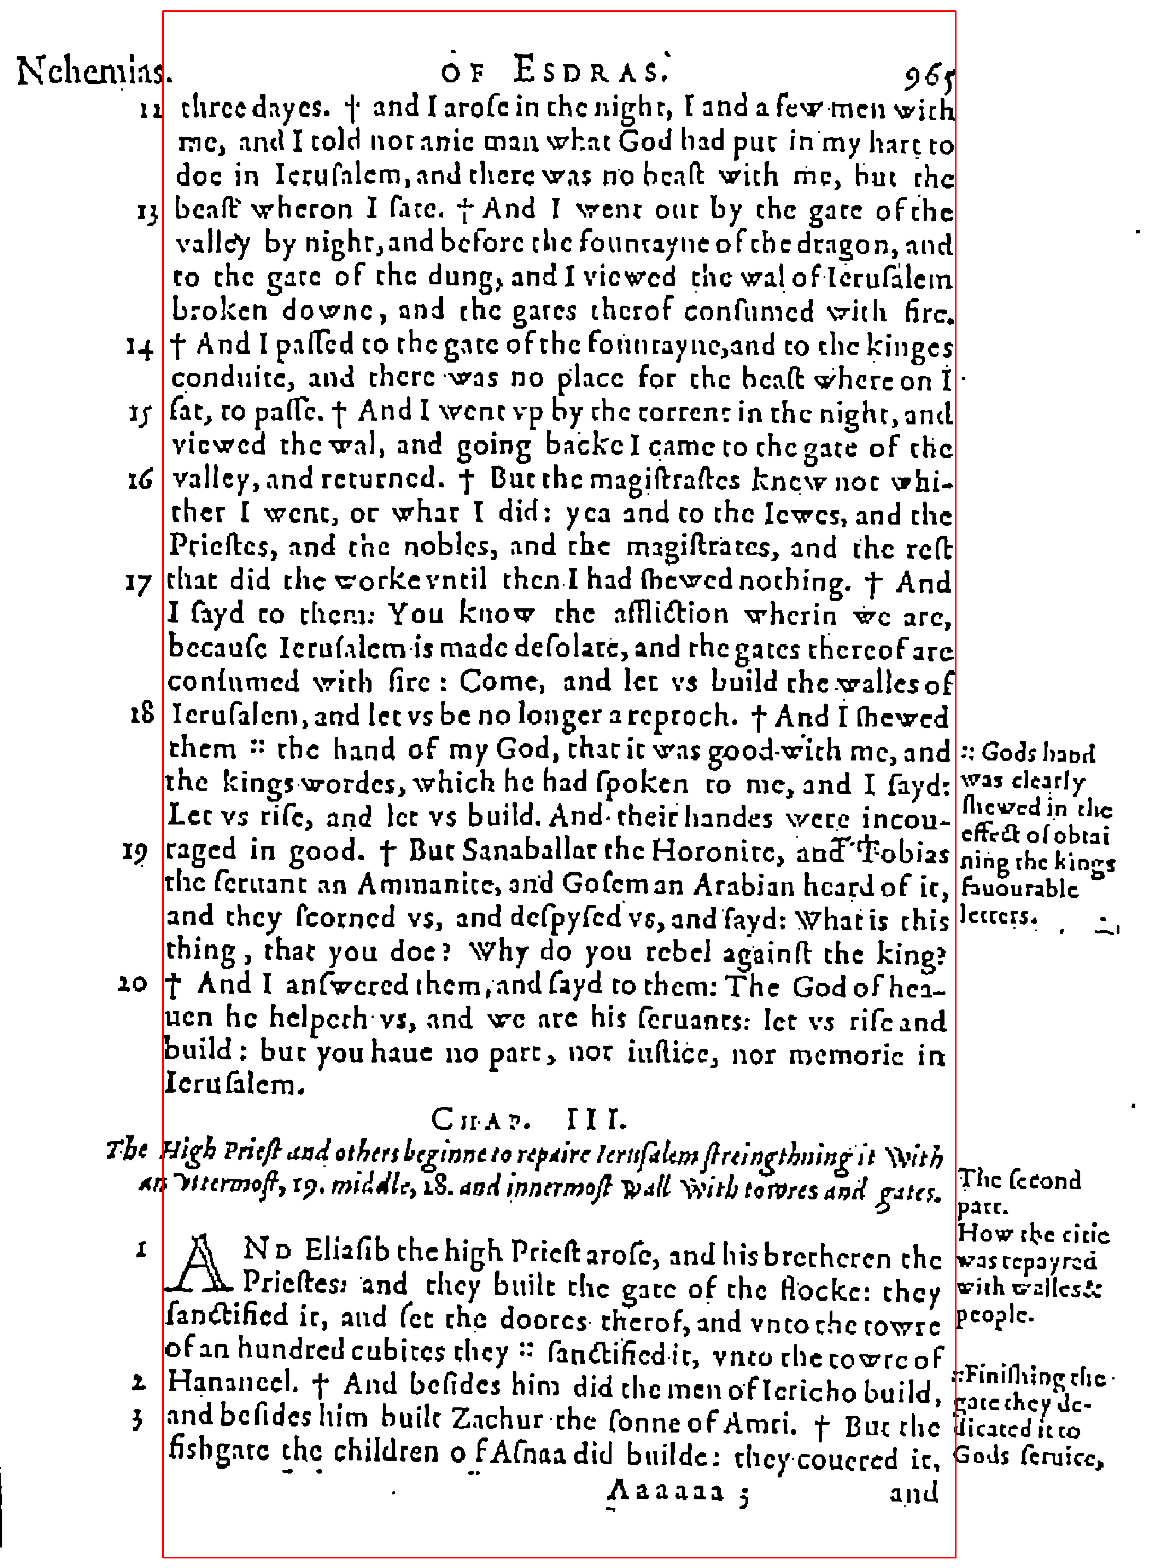 Nehemias. OF ESDRAS. 965
11 three dayes. † and I aroſe in the night, I and a few men with
me, and I told not anie man what God had put in my hart to
doe in Ieruſalem, and there was no beaſt with me, but the
13 beaſt wheron I ſate. † And I went out by the gate of the
valley by night, and before the fountayne of the dragon, and
to the gate of the dung, and I viewed the wal of Ieruſalem
broken downe, and the gates therof conſumed with fire.
14 † And I paſſed to the gate of the fountayne, and to the kinges
conduite, and there was no place for the beaſt whereon I
15 ſat, to paſſe. † And I went vp by the torrent in the night, and
viewed the wal, and going backe I came to the gate of the
16 valley, and returned. † But the magiſtraſtes knew not whi-
ther I went, or what I did: yea and to the Iewes, and the
Prieſtes, and the nobles, and the magiſtrates, and the reſt
17 that did the worke vntil then I had ſhewed nothing. † And
I ſayd to them: You know the affliction wherin we are,
becauſe Ieruſalem is made deſolate, and the gates thereof are
conſumed with fire: Come, and let vs build the walles of
18 Ieruſalem, and let vs be no longer a reproch. † And I ſhewed
them :: the hand of my God, that it was good with me, and
the kings wordes, which he had ſpoken to me, and I ſayd:
Let vs riſe, and let vs build. And their handes were incou-
19 raged in good. † But Sanaballat the Horonite, and Tobias
the ſeruant an Ammanite, and Goſem an Arabian heard of it,
and they ſcorned vs, and deſpyſed vs, and ſayd: What is this
thing, that you doe? Why do you rebel againſt the king?
20 † And I anſwered them, and ſayd to them: The God of hea-
uen he helpeth vs, and we are his ſeruants: let vs riſe and
build: but you haue no part, nor iuſtice, nor memorie in
Ieruſalem.
:: Gods hand
was clearly
ſhewed in the
effect of obtai
ning the kings
fauourable
letters.
CHAP. III.
The High Prieſt and others beginne to repaire Ieruſalem ſtreingthning it with
an vttermoſt, 19. middle, 28. and innermoſt wall with towres and gates.
1 AND Eliaſib the high Prieſt aroſe, and his bretheren the
Prieſtes: and they built the gate of the flocke: they
ſanctified it, and ſet the doores therof, and vnto the towre
of an hundred cubites they :: ſanctified it, vnto the towre of
2 Hananeel. † And beſides him did the men of Iericho build,
3 and beſides him built Zachur the ſonne of Amri. † But the
fishgate the children of Aſnaa did builde: they couered it,
The ſecond
part.
How the citie
was repayred
with walles &
people.
:: Finiſhing the
gate they de-
dicated it to
Gods ſeruice,
Aaaaaa 3 and